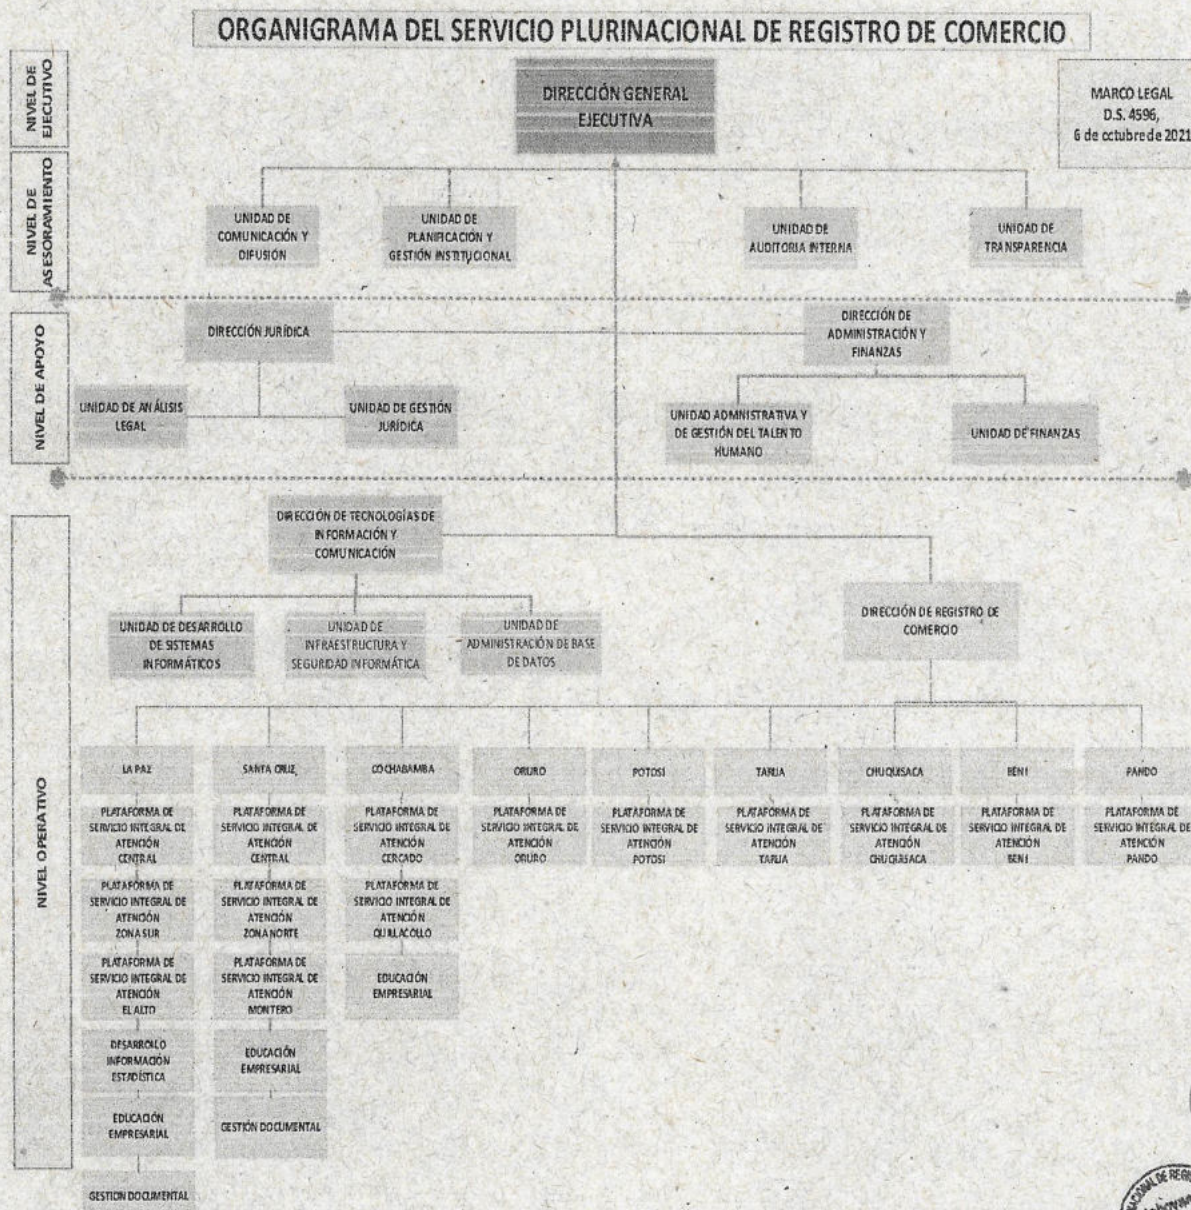 ORGANIGRAMA DEL SERVICIO PLURINACIONAL DE REGISTRO DE COMERCIO
NIVEL DE
EJECUTIVO
DIRECCIÓN GENERAL
EJECUTIVA
MARCO LEGAL
D.S. 4596,
6 de octubre de 2021
NIVEL DE
ASESORAMIENTO
UNIDAD DE
COMUNICACIÓN Y
DIFUSIÓN
UNIDAD DE
PLANIFICACIÓN Y
GESTIÓN INSTITUCIONAL
UNIDAD DE
AUDITORIA INTERNA
UNIDAD DE
TRANSPARENCIA
NIVEL DE APOYO
DIRECCIÓN JURÍDICA
DIRECCIÓN DE
ADMINISTRACIÓN Y
FINANZAS
UNIDAD DE ANÁLISIS
LEGAL
UNIDAD DE GESTIÓN
JURÍDICA
UNIDAD ADMINISTRATIVA Y
DE GESTIÓN DEL TALENTO
HUMANO
UNIDAD DE FINANZAS
NIVEL OPERATIVO
DIRECCIÓN DE TECNOLOGÍAS DE
INFORMACIÓN Y
COMUNICACIÓN
DIRECCIÓN DE REGISTRO DE
COMERCIO
UNIDAD DE DESARROLLO
DE SISTEMAS
INFORMÁTICOS
UNIDAD DE
INFRAESTRUCTURA Y
SEGURIDAD INFORMÁTICA
UNIDAD DE
ADMINISTRACIÓN DE BASE
DE DATOS
LA PAZ
PLATAFORMA DE
SERVICIO INTEGRAL DE
ATENCIÓN
CENTRAL
PLATAFORMA DE
SERVICIO INTEGRAL DE
ATENCIÓN
ZONA SUR
PLATAFORMA DE
SERVICIO INTEGRAL DE
ATENCIÓN
EL ALTO
DESARROLLO
INFORMACIÓN
ESTADÍSTICA
EDUCACIÓN
EMPRESARIAL
GESTION DOCUMENTAL
SANTA CRUZ
PLATAFORMA DE
SERVICIO INTEGRAL DE
ATENCIÓN
CENTRAL
PLATAFORMA DE
SERVICIO INTEGRAL DE
ATENCIÓN
ZONA NORTE
PLATAFORMA DE
SERVICIO INTEGRAL DE
ATENCIÓN
MONTERO
EDUCACIÓN
EMPRESARIAL
GESTIÓN DOCUMENTAL
COCHABAMBA
PLATAFORMA DE
SERVICIO INTEGRAL DE
ATENCIÓN
CERCADO
PLATAFORMA DE
SERVICIO INTEGRAL DE
ATENCIÓN
QUILLACOLLO
EDUCACIÓN
EMPRESARIAL
ORURO
PLATAFORMA DE
SERVICIO INTEGRAL DE
ATENCIÓN
ORURO
POTOSI
PLATAFORMA DE
SERVICIO INTEGRAL DE
ATENCIÓN
POTOSI
TARIJA
PLATAFORMA DE
SERVICIO INTEGRAL DE
ATENCIÓN
TARIJA
CHUQUISACA
PLATAFORMA DE
SERVICIO INTEGRAL DE
ATENCIÓN
CHUQUISACA
BENI
PLATAFORMA DE
SERVICIO INTEGRAL DE
ATENCIÓN
BENI
PANDO
PLATAFORMA DE
SERVICIO INTEGRAL DE
ATENCIÓN
PANDO